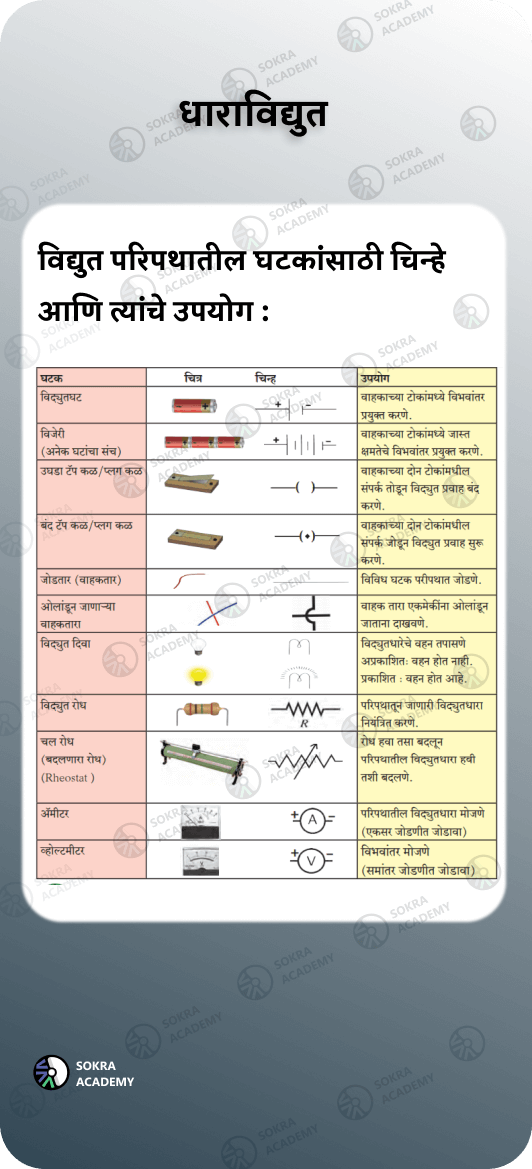 धाराविद्युत
विद्युत परिपथातील घटकांसाठी चिन्हे
आणि त्यांचे उपयोग :
घटक चित्र चिन्ह उपयोग
विद्युतघट + - वाहकाच्या टोकांमध्ये विभवांतर
प्रयुक्त करणे.
विजेरी + - वाहकाच्या टोकांमध्ये जास्त
(अनेक घटांचा संच) क्षमतेचे विभवांतर प्रयुक्त करणे.
उघडा टॅप कळ/प्लग कळ वाहकाच्या दोन टोकांमधील
संपर्क तोडून विद्युत प्रवाह बंद
करणे.
बंद टॅप कळ/प्लग कळ वाहकाच्या दोन टोकांमधील
संपर्क जोडून विद्युत प्रवाह सुरू
करणे.
जोडतार (वाहकतार) विविध घटक परीपथात जोडणे.
ओलांडून जाणाऱ्या वाहक तारा एकमेकींना ओलांडून
वाहकतारा जाताना दाखवणे.
विद्युत दिवा विद्युतधारेचे वहन तपासणे
अप्रकाशितः वहन होत नाही.
प्रकाशित : वहन होत आहे.
विद्युत रोध परिपथातून जाणारी विद्युतधारा
R नियंत्रित करणे.
चल रोध रोध हवा तसा बदलून
(बदलणारा रोध) परिपथातील विद्युतधारा हवी
(Rheostat ) तशी बदलणे.
अ‍ॅमीटर A + A - परिपथातील विद्युतधारा मोजणे
(एकसर जोडणीत जोडावा)
व्होल्टमीटर V + V - विभवांतर मोजणे
(समांतर जोडणीत जोडावा)
SOKRA
ACADEMY